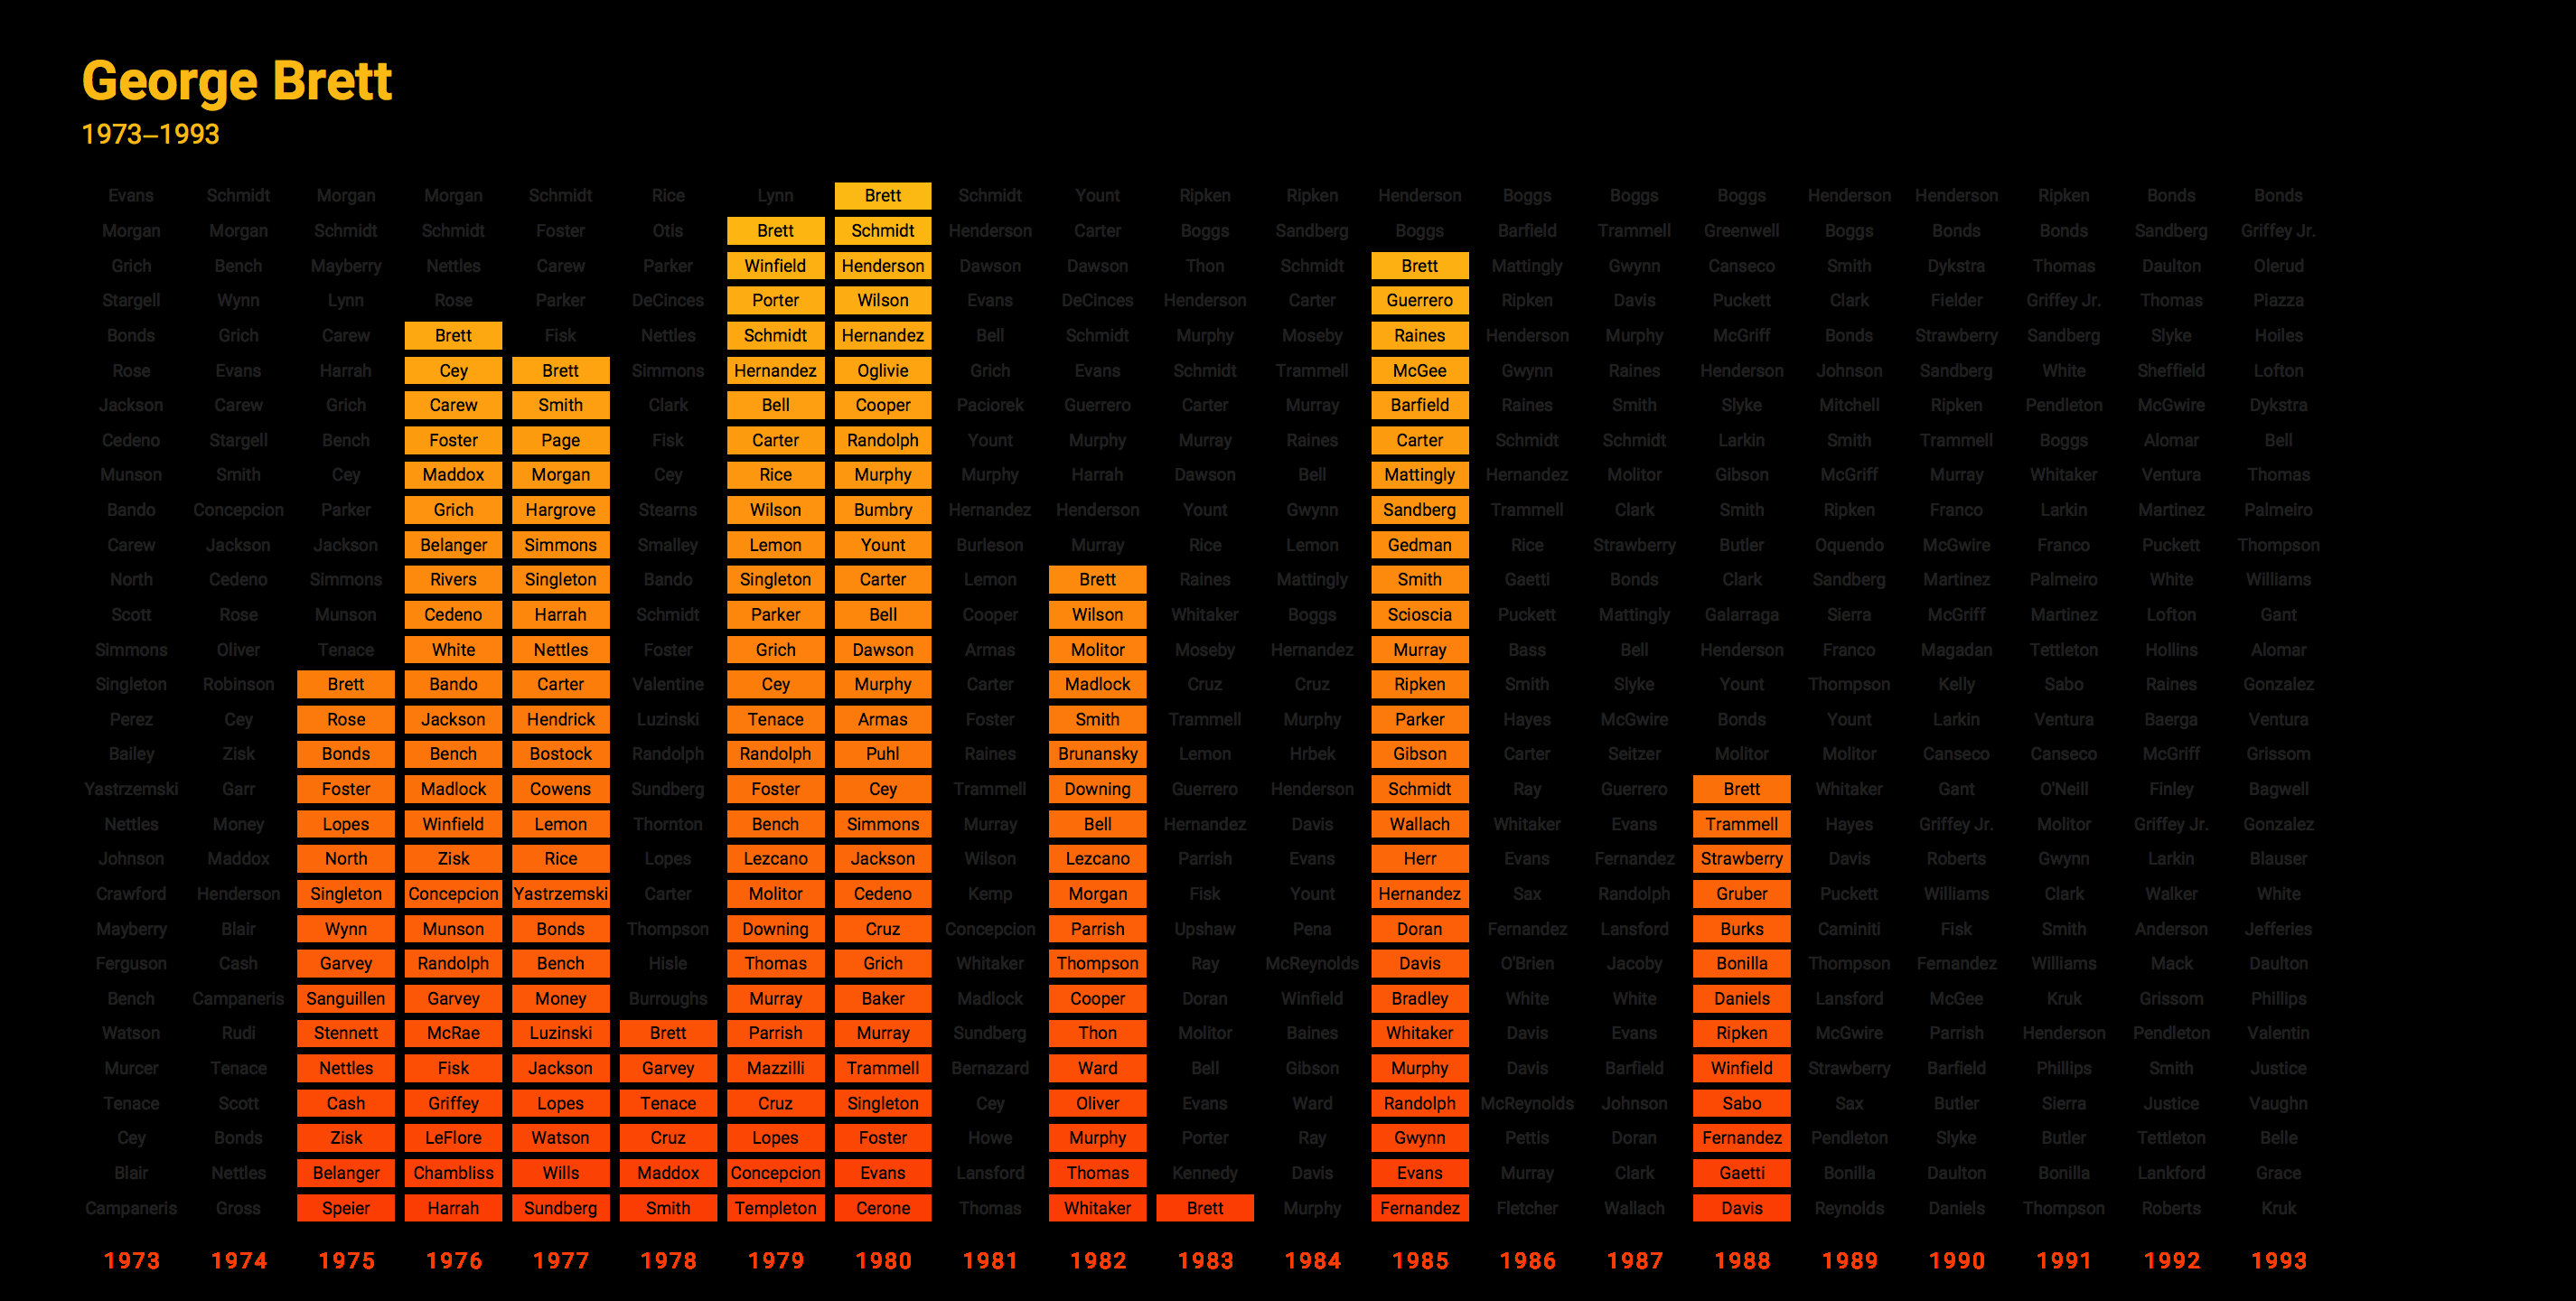 George Brett
1973–1993
Evans Schmidt Morgan Morgan Schmidt Rice Lynn Brett Schmidt Yount Ripken Ripken Henderson Boggs Boggs Boggs Henderson Henderson Ripken Bonds Bonds
Morgan Morgan Schmidt Schmidt Foster Otis Brett Schmidt Henderson Carter Boggs Sandberg Boggs Barfield Trammell Greenwell Boggs Bonds Bonds Sandberg Griffey Jr.
Grich Bench Mayberry Nettles Carew Parker Winfield Henderson Dawson Dawson Thon Schmidt Brett Mattingly Gwynn Canseco Smith Dykstra Thomas Daulton Olerud
Stargell Wynn Lynn Rose Parker DeCinces Porter Wilson Evans DeCinces Henderson Carter Guerrero Ripken Davis Puckett Clark Fielder Griffey Jr. Thomas Piazza
Bonds Grich Carew Brett Fisk Nettles Schmidt Hernandez Bell Schmidt Murphy Moseby Raines Henderson Murphy McGriff Bonds Strawberry Sandberg Slyke Hoiles
Rose Evans Harrah Cey Brett Simmons Hernandez Oglivie Grich Evans Schmidt Trammell McGee Gwynn Raines Henderson Johnson Sandberg White Sheffield Lofton
Jackson Carew Grich Carew Smith Clark Bell Cooper Paciorek Guerrero Carter Murray Barfield Raines Smith Slyke Mitchell Ripken Pendleton McGwire Dykstra
Cedeno Stargell Bench Foster Page Fisk Carter Randolph Yount Murphy Murray Raines Carter Schmidt Schmidt Larkin Smith Trammell Boggs Alomar Bell
Munson Smith Cey Maddox Morgan Cey Rice Murphy Murphy Harrah Dawson Bell Mattingly Hernandez Molitor Gibson McGriff Murray Whitaker Ventura Thomas
Bando Concepcion Parker Grich Hargrove Stearns Wilson Bumbry Hernandez Henderson Yount Gwynn Sandberg Trammell Clark Smith Ripken Franco Larkin Martinez Palmeiro
Carew Jackson Jackson Belanger Simmons Smalley Lemon Yount Burleson Murray Rice Lemon Gedman Rice Strawberry Butler Oquendo McGwire Franco Puckett Thompson
North Cedeno Simmons Rivers Singleton Bando Singleton Carter Lemon Brett Raines Mattingly Smith Gaetti Bonds Clark Sandberg Martinez Palmeiro White Williams
Scott Rose Munson Cedeno Harrah Schmidt Parker Bell Cooper Wilson Whitaker Boggs Scioscia Puckett Mattingly Galarraga Sierra McGriff Martinez Lofton Gant
Simmons Oliver Tenace White Nettles Foster Grich Dawson Armas Molitor Moseby Hernandez Murray Bass Bell Henderson Franco Magadan Tettleton Hollins Alomar
Singleton Robinson Brett Bando Carter Valentine Cey Murphy Carter Madlock Cruz Cruz Ripken Smith Slyke Yount Thompson Kelly Sabo Raines Gonzalez
Perez Cey Rose Jackson Hendrick Luzinski Tenace Armas Foster Smith Trammell Murphy Parker Hayes McGwire Bonds Yount Larkin Ventura Baerga Ventura
Bailey Zisk Bonds Bench Bostock Randolph Randolph Puhl Raines Brunansky Lemon Hrbek Gibson Carter Seitzer Molitor Molitor Canseco Canseco McGriff Grissom
Yastrzemski Garr Foster Madlock Cowens Sundberg Foster Cey Trammell Downing Guerrero Henderson Schmidt Ray Guerrero Brett Whitaker Gant O'Neill Finley Bagwell
Nettles Money Lopes Winfield Lemon Thornton Bench Simmons Murray Bell Hernandez Davis Wallach Whitaker Evans Trammell Hayes Griffey Jr. Molitor Griffey Jr. Gonzalez
Johnson Maddox North Zisk Rice Lopes Lezcano Jackson Wilson Lezcano Parrish Evans Herr Evans Fernandez Strawberry Davis Roberts Gwynn Larkin Blauser
Crawford Henderson Singleton Concepcion Yastrzemski Carter Molitor Cedeno Kemp Morgan Fisk Yount Hernandez Sax Randolph Gruber Puckett Williams Clark Walker White
Mayberry Blair Wynn Munson Bonds Thompson Downing Cruz Concepcion Parrish Upshaw Pena Doran Fernandez Lansford Burks Caminiti Fisk Smith Anderson Jefferies
Ferguson Cash Garvey Randolph Bench Hisle Thomas Grich Whitaker Thompson Ray McReynolds Davis O'Brien Jacoby Bonilla Thompson Fernandez Williams Mack Daulton
Bench Campaneris Sanguillen Garvey Money Burroughs Murray Baker Madlock Cooper Doran Winfield Bradley White White Daniels Lansford McGee Kruk Grissom Phillips
Watson Rudi Stennett McRae Luzinski Brett Parrish Murray Sundberg Thon Molitor Baines Whitaker Davis Evans Ripken McGwire Parrish Henderson Pendleton Valentin
Murcer Tenace Nettles Fisk Jackson Garvey Mazzilli Trammell Bernazard Ward Bell Gibson Murphy Davis Barfield Winfield Strawberry Barfield Phillips Smith Justice
Tenace Scott Cash Griffey Lopes Tenace Cruz Singleton Cey Oliver Evans Ward Randolph McReynolds Johnson Sabo Sax Butler Sierra Justice Vaughn
Cey Bonds Zisk LeFlore Watson Cruz Lopes Foster Howe Murphy Porter Ray Gwynn Pettis Doran Fernandez Pendleton Slyke Butler Tettleton Belle
Blair Nettles Belanger Chambliss Wills Maddox Concepcion Evans Lansford Thomas Kennedy Davis Evans Murray Clark Gaetti Bonilla Daulton Bonilla Lankford Grace
Campaneris Gross Speier Harrah Sundberg Smith Templeton Cerone Thomas Whitaker Brett Murphy Fernandez Fletcher Wallach Davis Reynolds Daniels Thompson Roberts Kruk
1973 1974 1975 1976 1977 1978 1979 1980 1981 1982 1983 1984 1985 1986 1987 1988 1989 1990 1991 1992 1993